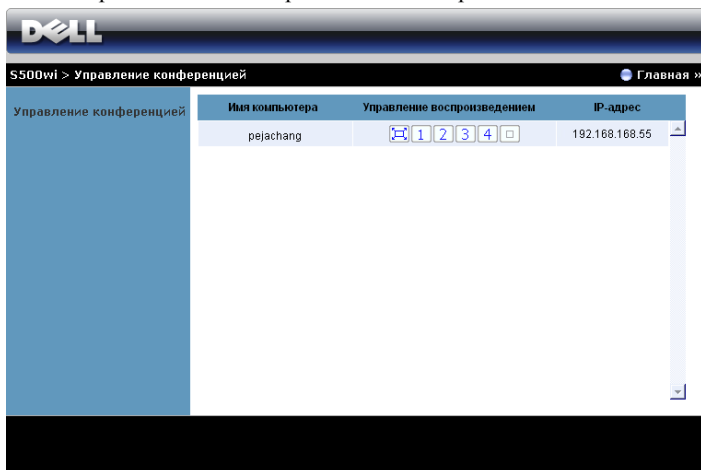 DELL
S500wi > Управление конференцией Главная »
Управление конференцией
Имя компьютера Управление воспроизведением IP-адрес
pejachang 1 2 3 4 192.168.168.55